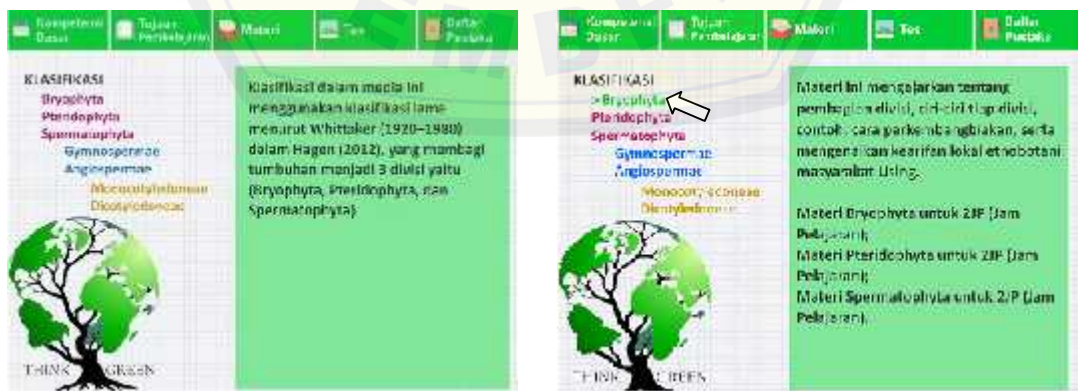 Kompetensi
Dasar
Tujuan
Pembelajaran
Materi
Tes
Daftar
Pustaka
KLASIFIKASI
Bryophyta
Pteridophyta
Spermatophyta
Gymnospermae
Angiospermae
Monocotyledoneae
Dicotyledoneae
THINK GREEN
Klasifikasi dalam media ini
menggunakan klasifikasi lama
menurut Whittaker (1920-1980)
dalam Hagen (2012), yang membagi
tumbuhan menjadi 3 divisi yaitu
(Bryophyta, Pteridophyta, dan
Spermatophyta)
Kompetensi
Dasar
Tujuan
Pembelajaran
Materi
Tes
Daftar
Pustaka
KLASIFIKASI
> Bryophyta
Pteridophyta
Spermatophyta
Gymnospermae
Angiospermae
Monocotyledoneae
Dicotyledoneae
THINK GREEN
Materi ini mengajarkan tentang
pembagian divisi, ciri-ciri tiap divisi,
contoh, cara perkembangbiakan, serta
mengenalkan kearifan lokal etnobotani
masyarakat Using.
Materi Bryophyta untuk 2JP (Jam
Pelajaran);
Materi Pteridophyta untuk 2JP (Jam
Pelajaran);
Materi Spermatophyta untuk 2JP (Jam
Pelajaran).